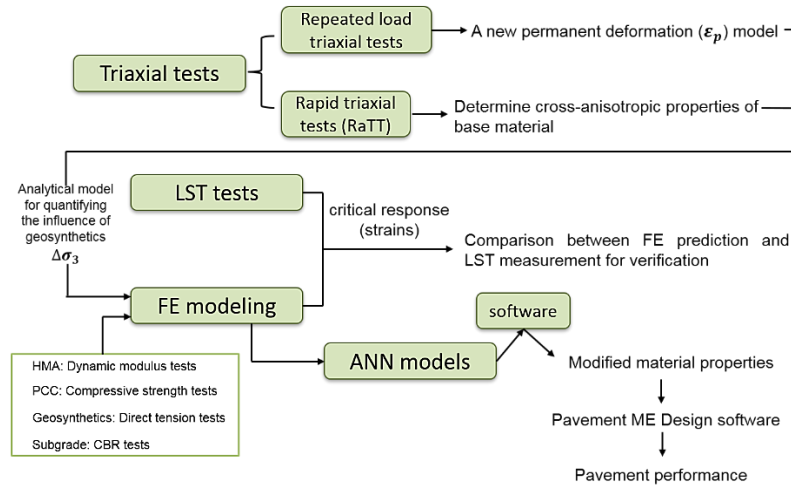 Repeated load
triaxial tests
A new permanent deformation (εp) model
Triaxial tests
Rapid triaxial
tests (RaTT)
Determine cross-anisotropic properties of
base material
Analytical model
for quantifying
the influence of
geosynthetics
Δσ3
LST tests
critical response
(strains)
Comparison between FE prediction and
LST measurement for verification
FE modeling
software
ANN models
HMA: Dynamic modulus tests
PCC: Compressive strength tests
Geosynthetics: Direct tension tests
Subgrade: CBR tests
Modified material properties
Pavement ME Design software
Pavement performance